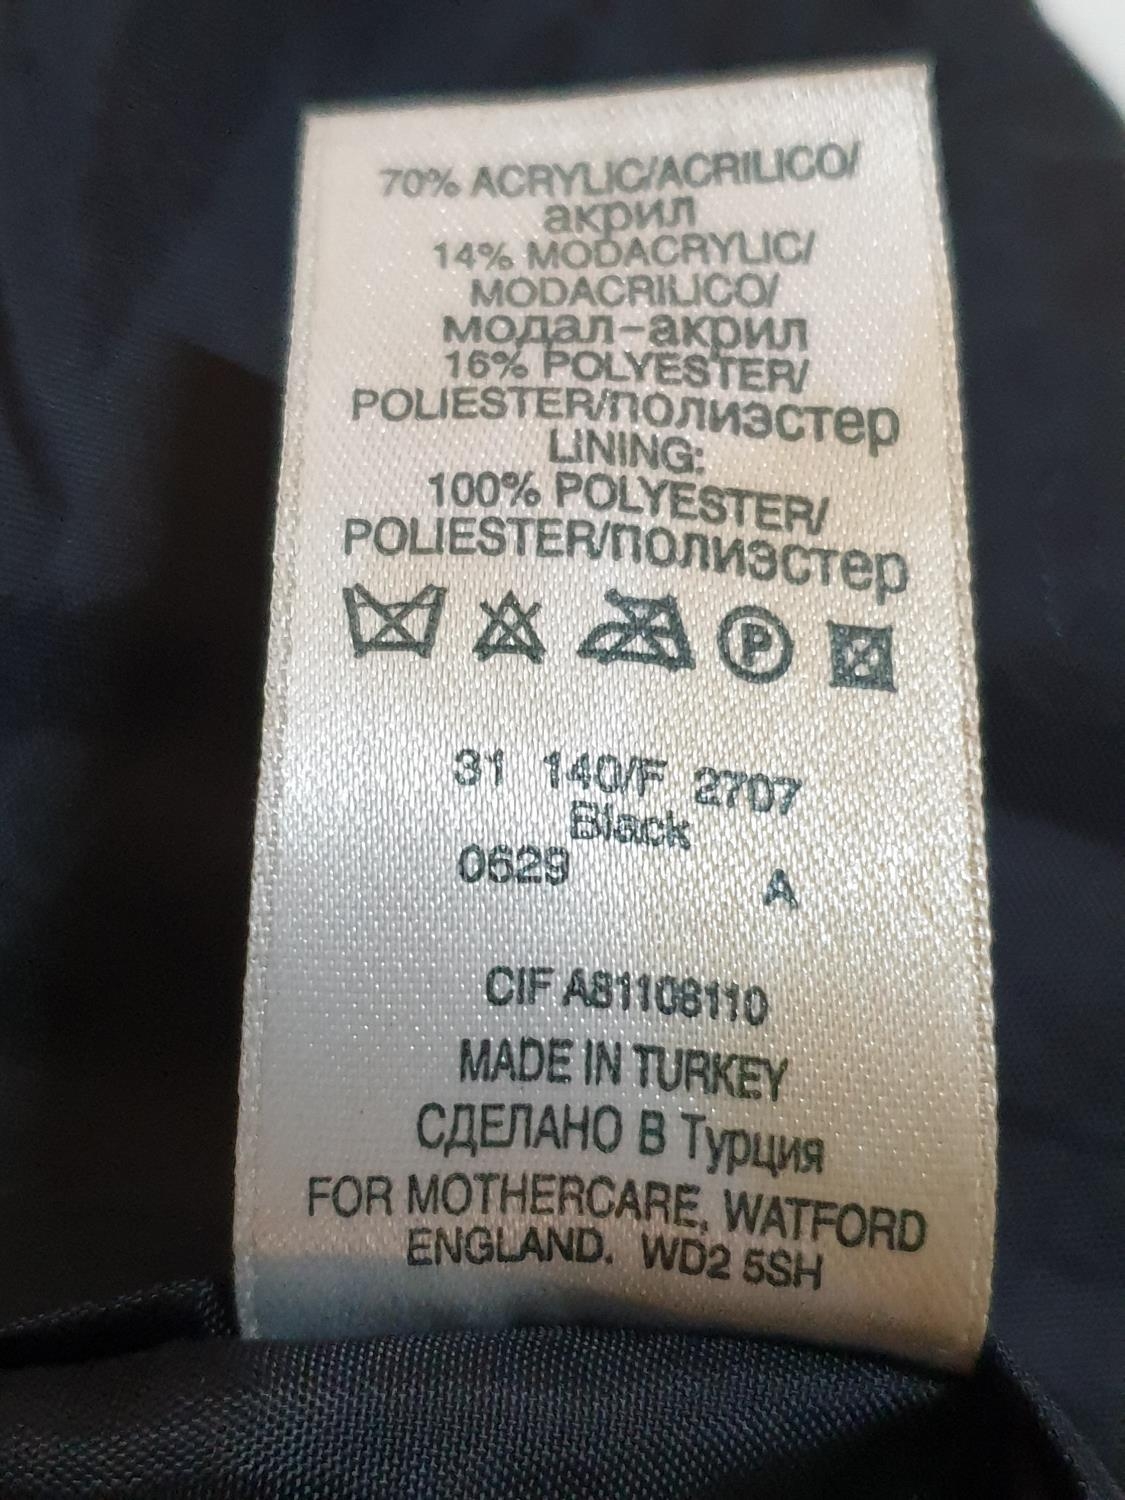 70% ACRYLIC/ACRILICO/
акрил
14% MODACRYLIC/
MODACRILICO/
модал-акрил
16% POLYESTER/
POLIESTER/полиэстер
LINING:
100% POLYESTER/
POLIESTER/полиэстер
P
31 140/F 2707
Black
0629 A
CIF A81108110
MADE IN TURKEY
СДЕЛАНО В Турция
FOR MOTHERCARE, WATFORD
ENGLAND. WD2 5SH